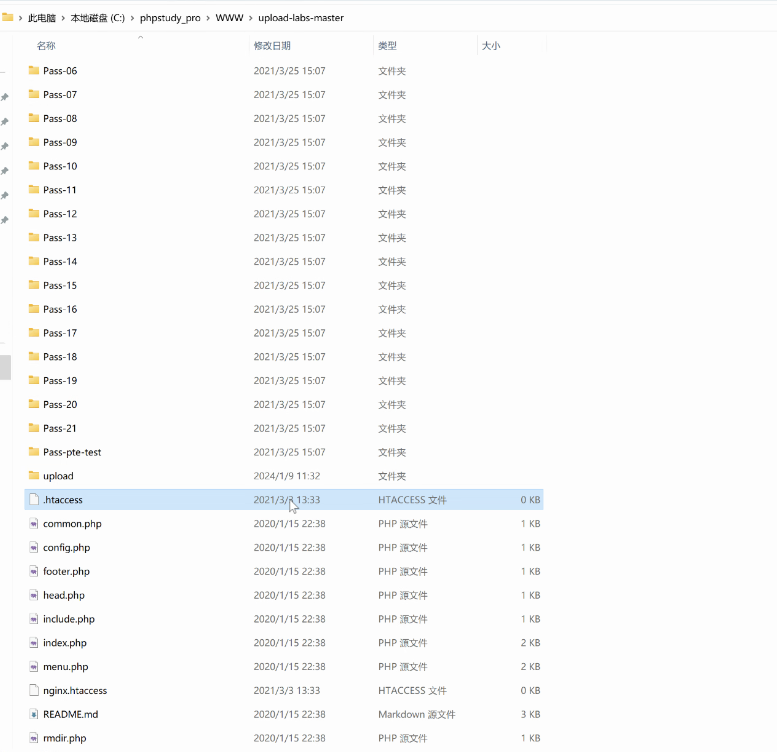 此电脑 > 本地磁盘 (C:) > phpstudy_pro > WWW > upload-labs-master
名称 修改日期 类型 大小
Pass-06 2021/3/25 15:07 文件夹
Pass-07 2021/3/25 15:07 文件夹
Pass-08 2021/3/25 15:07 文件夹
Pass-09 2021/3/25 15:07 文件夹
Pass-10 2021/3/25 15:07 文件夹
Pass-11 2021/3/25 15:07 文件夹
Pass-12 2021/3/25 15:07 文件夹
Pass-13 2021/3/25 15:07 文件夹
Pass-14 2021/3/25 15:07 文件夹
Pass-15 2021/3/25 15:07 文件夹
Pass-16 2021/3/25 15:07 文件夹
Pass-17 2021/3/25 15:07 文件夹
Pass-18 2021/3/25 15:07 文件夹
Pass-19 2021/3/25 15:07 文件夹
Pass-20 2021/3/25 15:07 文件夹
Pass-21 2021/3/25 15:07 文件夹
Pass-pte-test 2021/3/25 15:07 文件夹
upload 2024/1/9 11:32 文件夹
.htaccess 2021/3/3 13:33 HTACCESS 文件 0 KB
common.php 2020/1/15 22:38 PHP 源文件 1 KB
config.php 2020/1/15 22:38 PHP 源文件 1 KB
footer.php 2020/1/15 22:38 PHP 源文件 1 KB
head.php 2020/1/15 22:38 PHP 源文件 1 KB
include.php 2020/1/15 22:38 PHP 源文件 1 KB
index.php 2020/1/15 22:38 PHP 源文件 2 KB
menu.php 2020/1/15 22:38 PHP 源文件 2 KB
nginx.htaccess 2021/3/3 13:33 HTACCESS 文件 0 KB
README.md 2020/1/15 22:38 Markdown 源文件 3 KB
rmdir.php 2020/1/15 22:38 PHP 源文件 1 KB